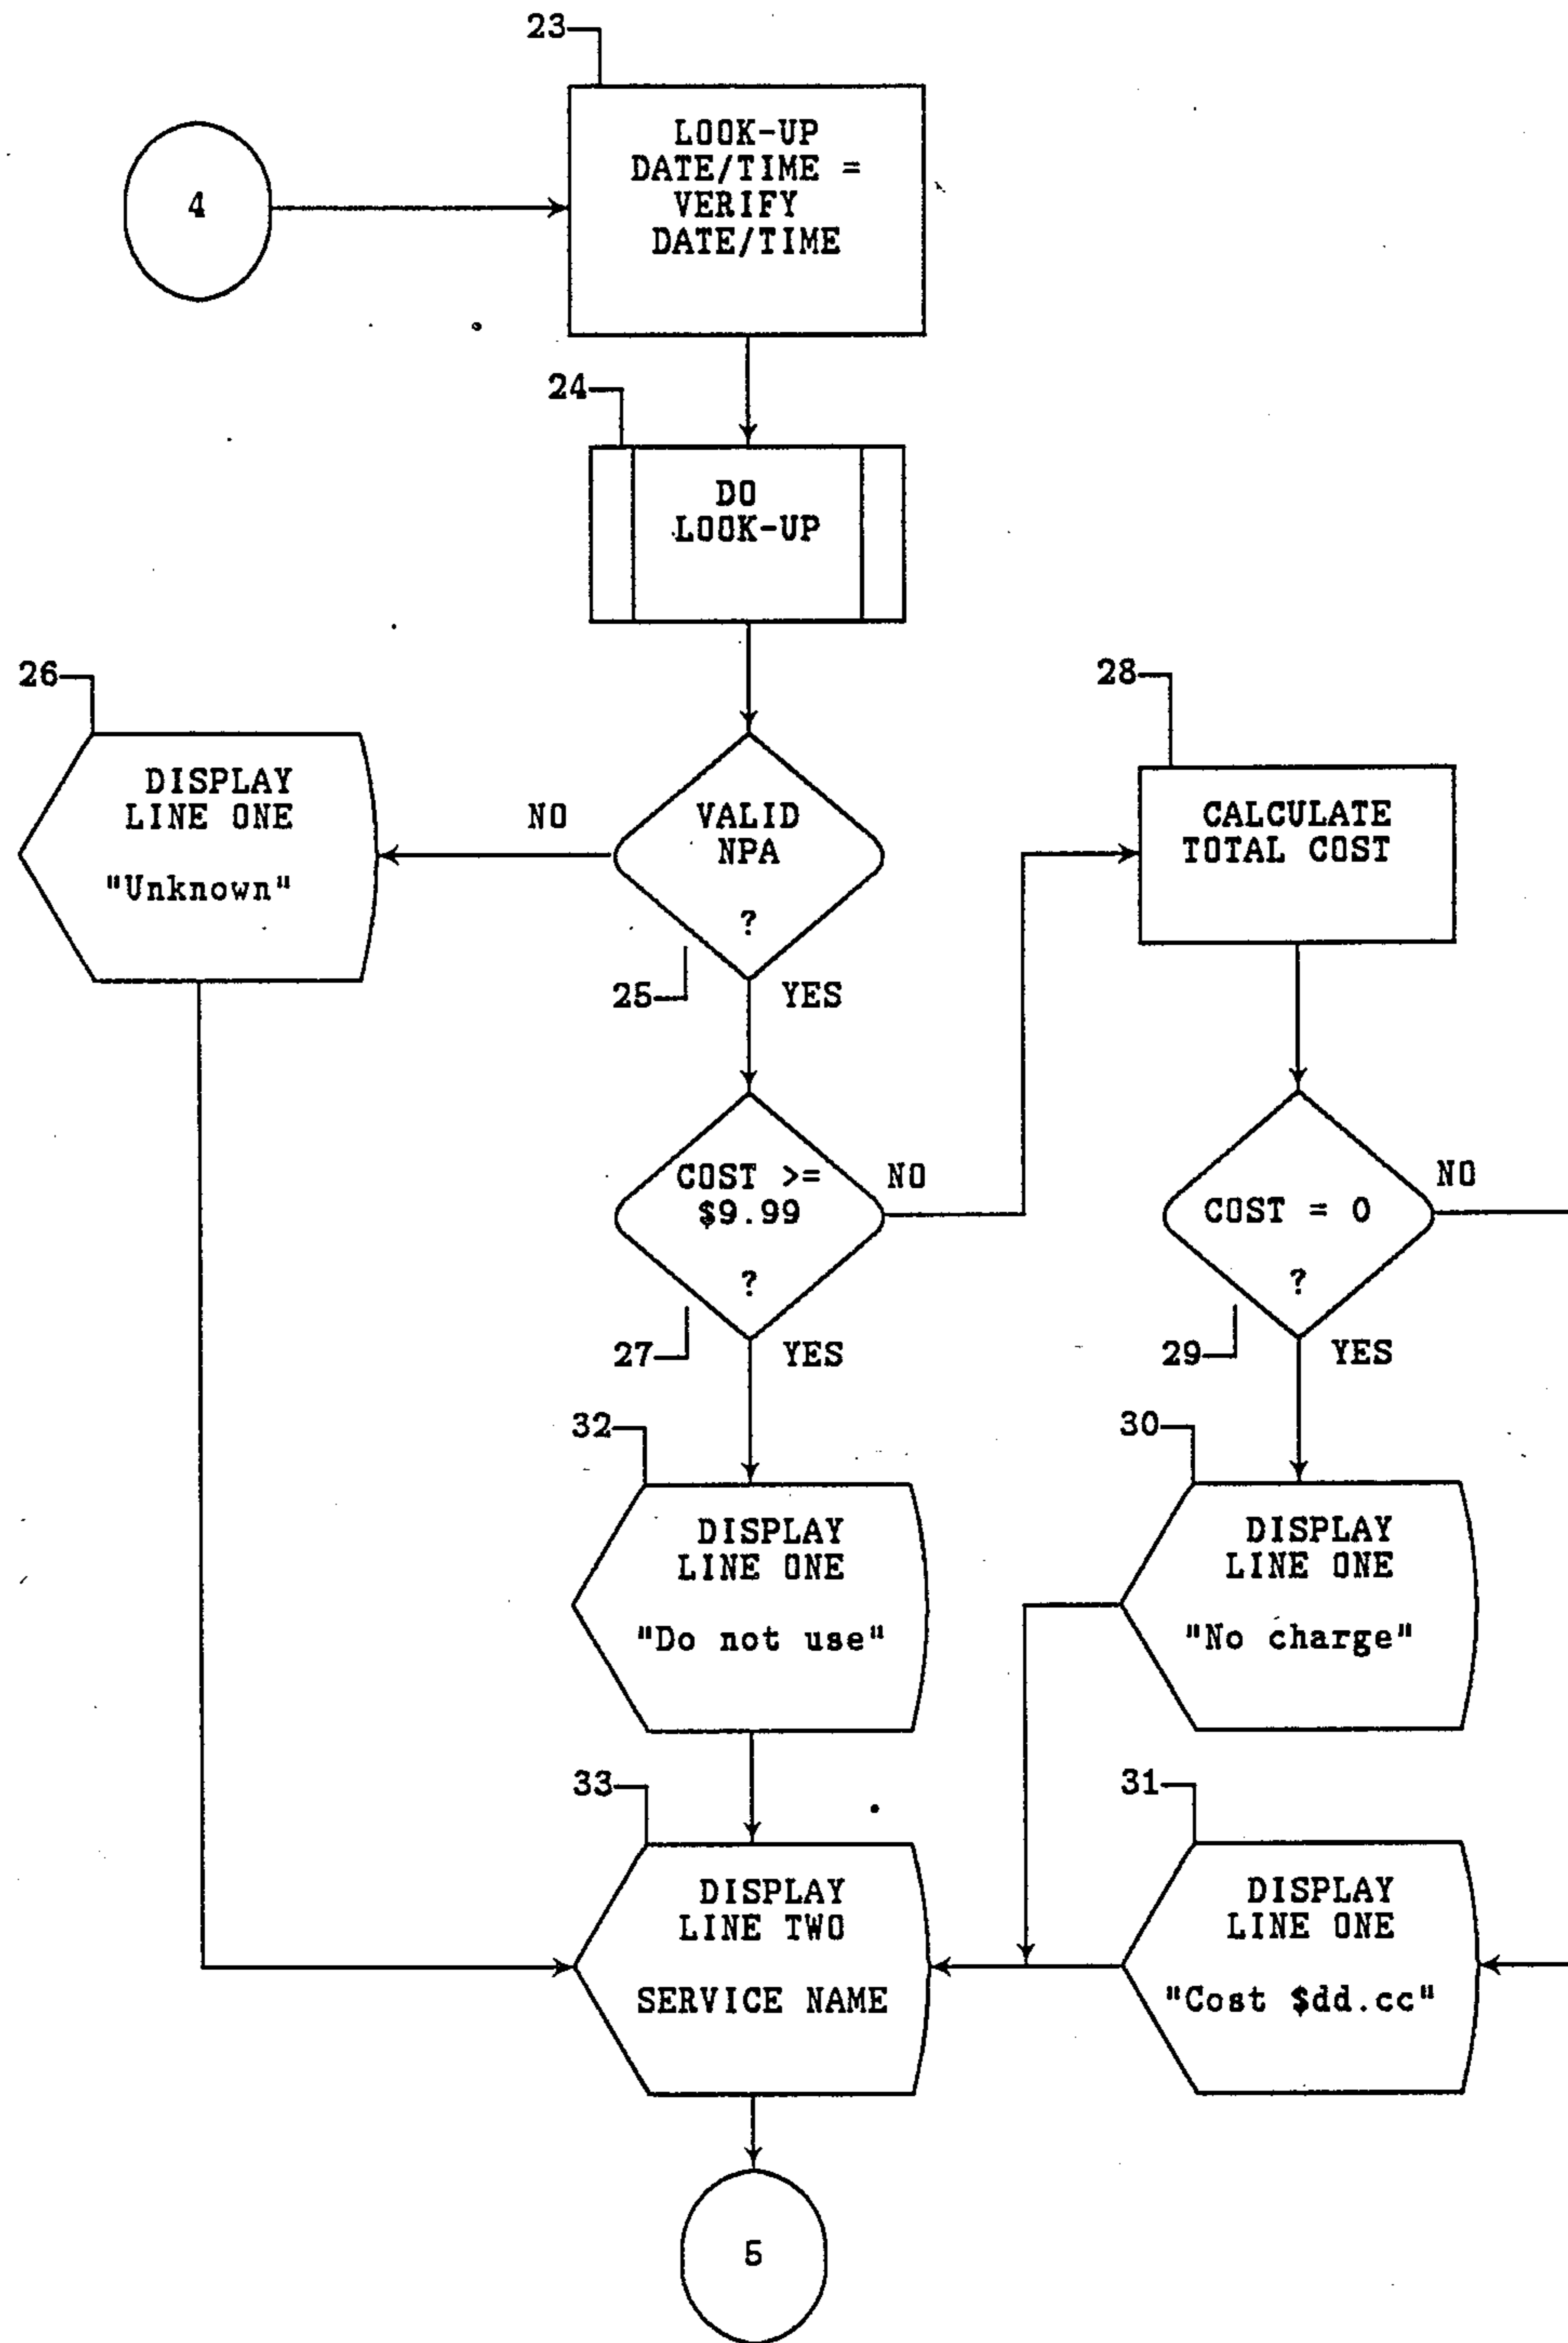 23
LOOK-UP
DATE/TIME =
VERIFY
DATE/TIME
4
24
DO
LOOK-UP
26
DISPLAY
LINE ONE
"Unknown"
NO
VALID
NPA
?
25
YES
28
CALCULATE
TOTAL COST
COST >=
$9.99
?
NO
27
YES
COST = 0
?
NO
29
YES
32
DISPLAY
LINE ONE
"Do not use"
30
DISPLAY
LINE ONE
"No charge"
33
DISPLAY
LINE TWO
SERVICE NAME
31
DISPLAY
LINE ONE
"Cost $dd.cc"
5